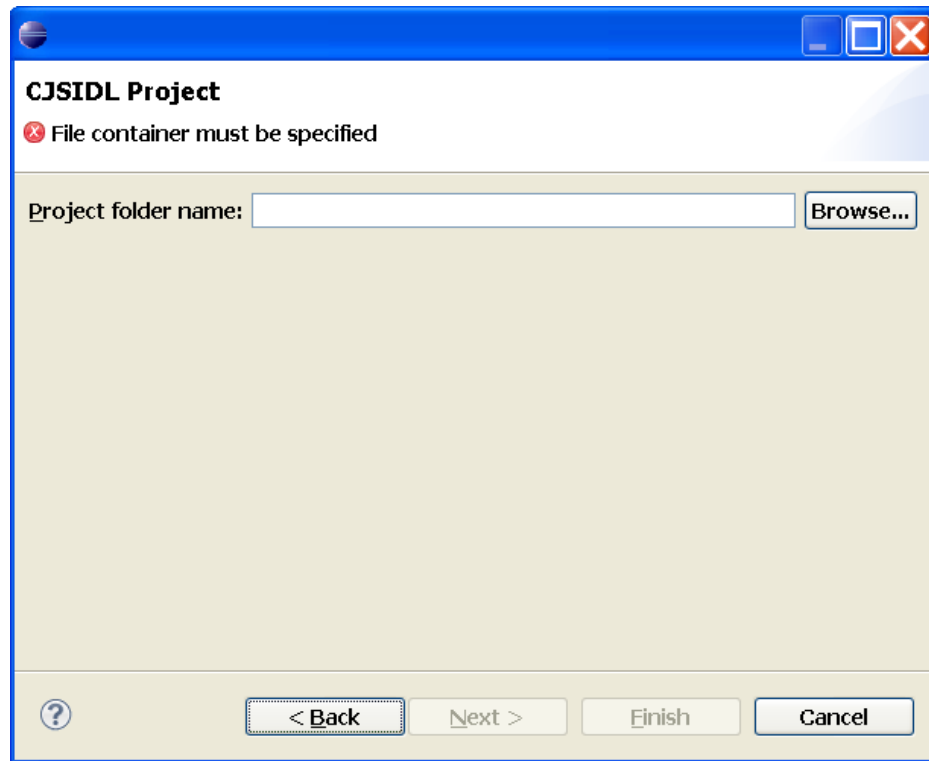 CJSIDL Project
File container must be specified
Project folder name: Browse...
? < Back Next > Finish Cancel